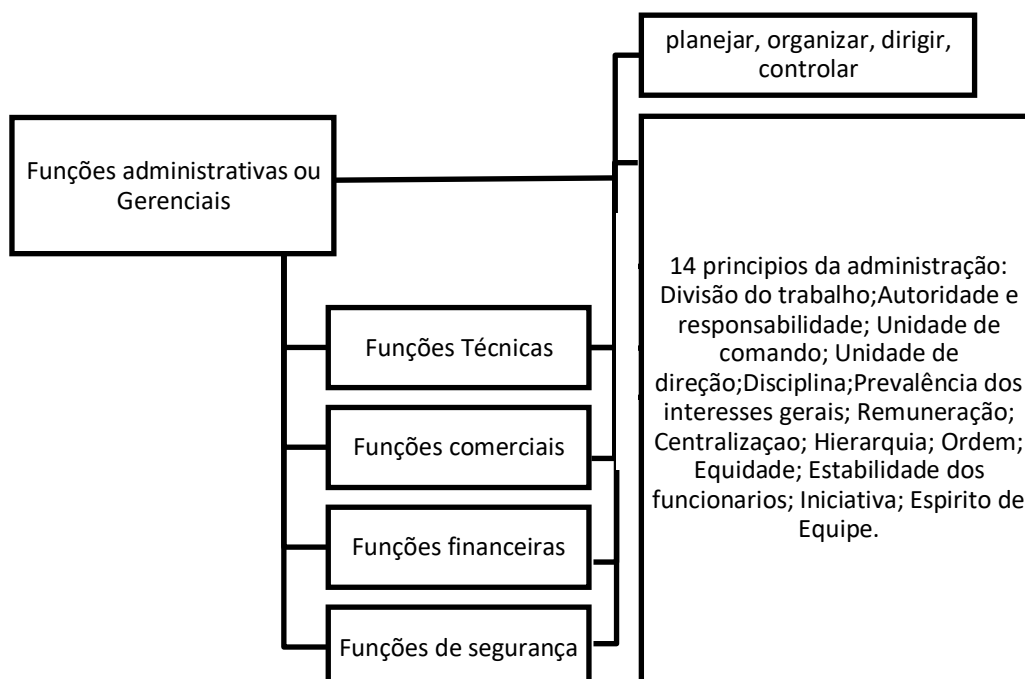 planejar, organizar, dirigir,
controlar
Funções administrativas ou
Gerenciais
Funções Técnicas
Funções comerciais
Funções financeiras
Funções de segurança
14 principios da administração:
Divisão do trabalho;Autoridade e
responsabilidade; Unidade de
comando; Unidade de
direção;Disciplina;Prevalência dos
interesses gerais; Remuneração;
Centralizaçao; Hierarquia; Ordem;
Equidade; Estabilidade dos
funcionarios; Iniciativa; Espirito de
Equipe.